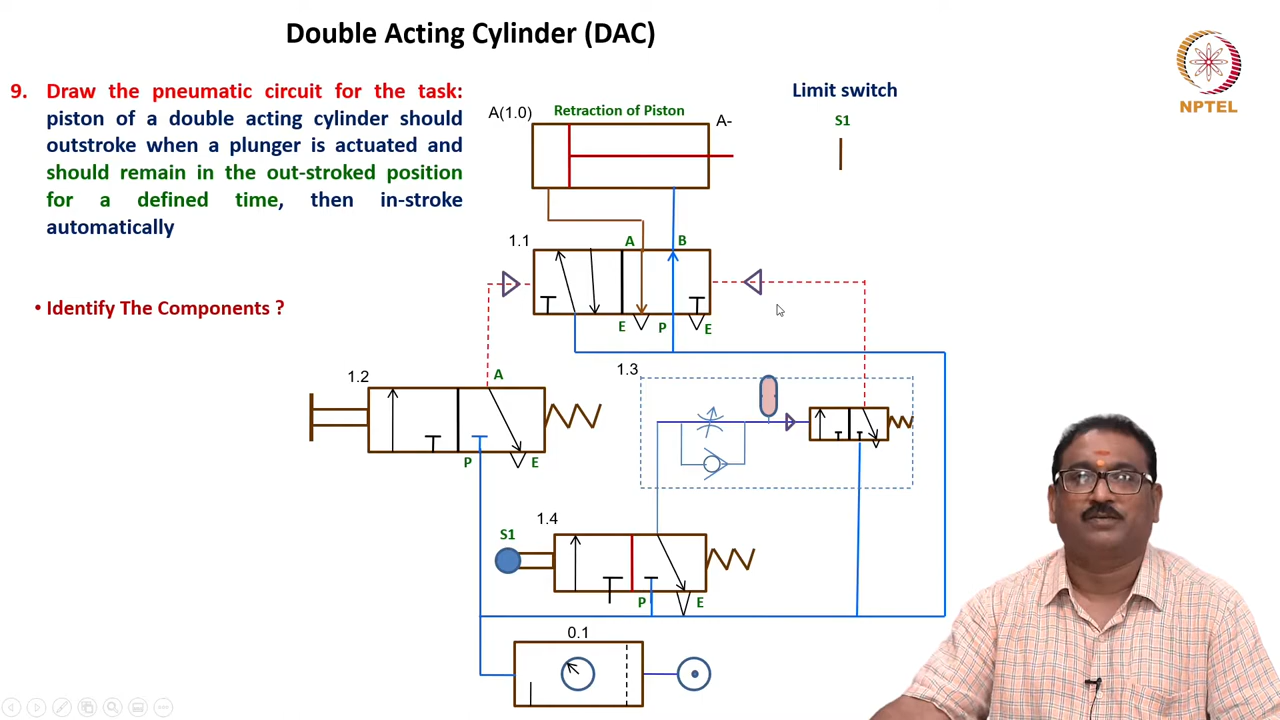 Double Acting Cylinder (DAC)
NPTEL
9. Draw the pneumatic circuit for the task:
piston of a double acting cylinder should
outstroke when a plunger is actuated and
should remain in the out-stroked position
for a defined time, then in-stroke
automatically
• Identify The Components ?
Limit switch
S1
A(1.0)
Retraction of Piston
A-
1.1
A
B
E
P
E
1.2
A
P
E
1.3
1.4
S1
P
E
0.1